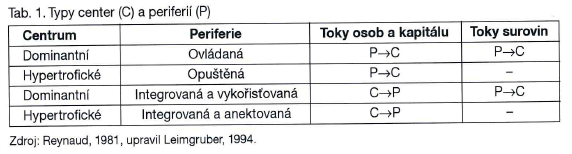 Tab. 1. Typy center (C) a periferií (P)
Centrum Periferie Toky osob a kapitálu Toky surovin
Dominantní Ovládaná P→C P→C
Hypertrofické Opuštěná P→C –
Dominantní Integrovaná a vykořisťovaná C→P P→C
Hypertrofické Integrovaná a anektovaná C→P –
Zdroj: Reynaud, 1981, upravil Leimgruber, 1994.